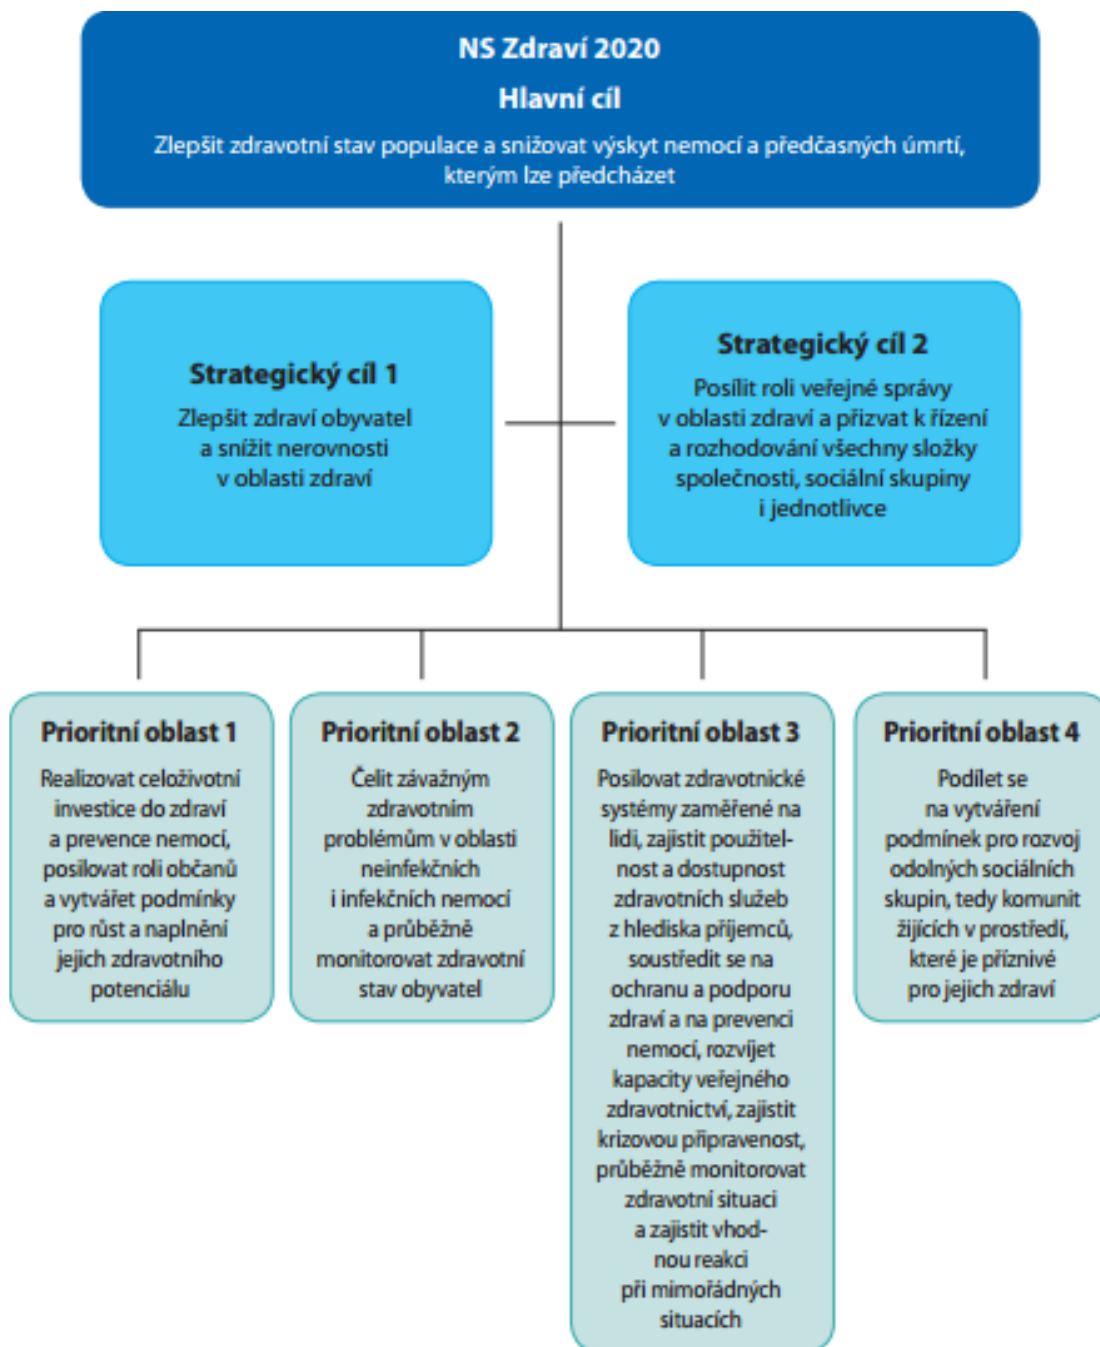 NS Zdraví 2020
Hlavní cíl
Zlepšit zdravotní stav populace a snižovat výskyt nemocí a předčasných úmrtí,
kterým lze předcházet
Strategický cíl 1
Zlepšit zdraví obyvatel
a snížit nerovnosti
v oblasti zdraví
Strategický cíl 2
Posílit roli veřejné správy
v oblasti zdraví a přizvat k řízení
a rozhodování všechny složky
společnosti, sociální skupiny
i jednotlivce
Prioritní oblast 1
Realizovat celoživotní
investice do zdraví
a prevence nemocí,
posilovat roli občanů
a vytvářet podmínky
pro růst a naplnění
jejich zdravotního
potenciálu
Prioritní oblast 2
Čelit závažným
zdravotním
problémům v oblasti
neinfekčních
i infekčních nemocí
a průběžně
monitorovat zdravotní
stav obyvatel
Prioritní oblast 3
Posilovat zdravotnické
systémy zaměřené na
lidi, zajistit použitel-
nost a dostupnost
zdravotních služeb
z hlediska příjemců,
soustředit se na
ochranu a podporu
zdraví a na prevenci
nemocí, rozvíjet
kapacity veřejného
zdravotnictví, zajistit
krizovou připravenost,
průběžně monitorovat
zdravotní situaci
a zajistit vhod-
nou reakci
při mimořádných
situacích
Prioritní oblast 4
Podílet se
na vytváření
podmínek pro rozvoj
odolných sociálních
skupin, tedy komunit
žijících v prostředí,
které je příznivé
pro jejich zdraví